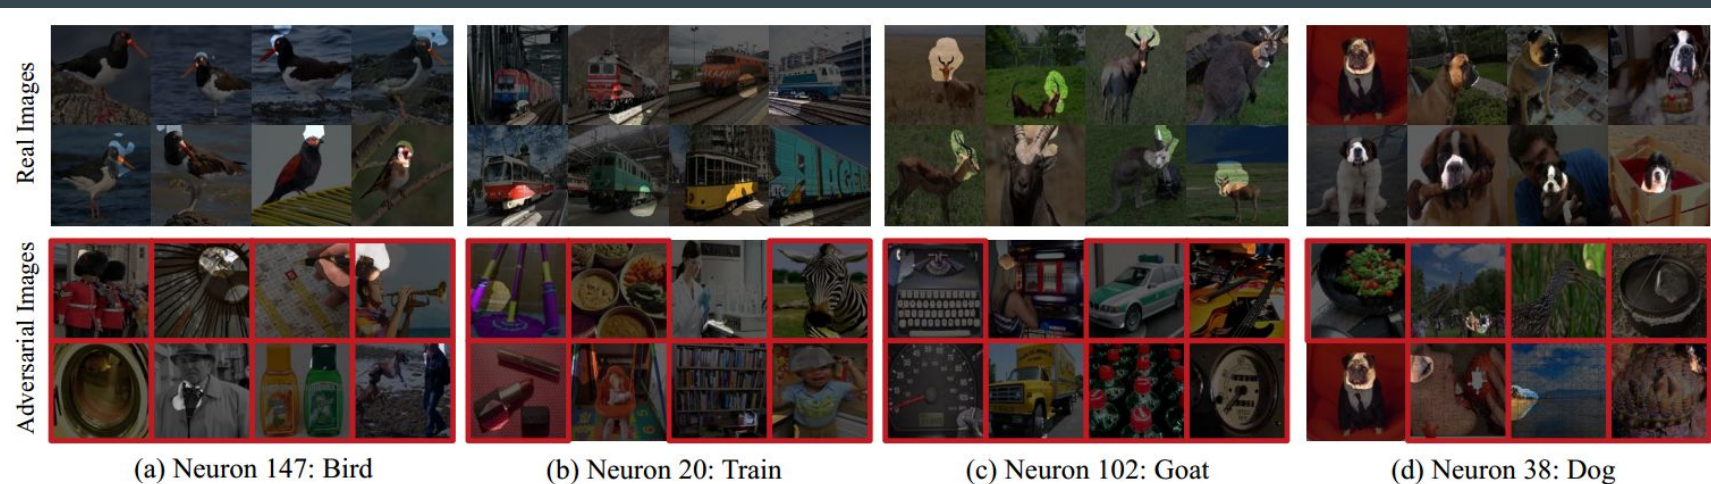 Real Images
Adversarial Images
(a) Neuron 147: Bird
(b) Neuron 20: Train
(c) Neuron 102: Goat
(d) Neuron 38: Dog